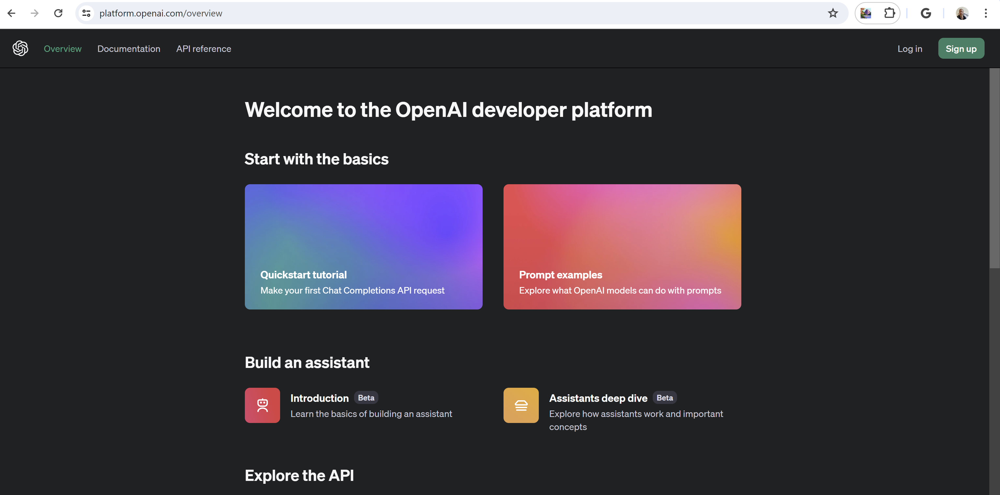 platform.openai.com/overview
Overview
Documentation
API reference
Log in
Sign up
Welcome to the OpenAI developer platform
Start with the basics
Quickstart tutorial
Make your first Chat Completions API request
Prompt examples
Explore what OpenAI models can do with prompts
Build an assistant
Introduction Beta
Learn the basics of building an assistant
Assistants deep dive Beta
Explore how assistants work and important
concepts
Explore the API